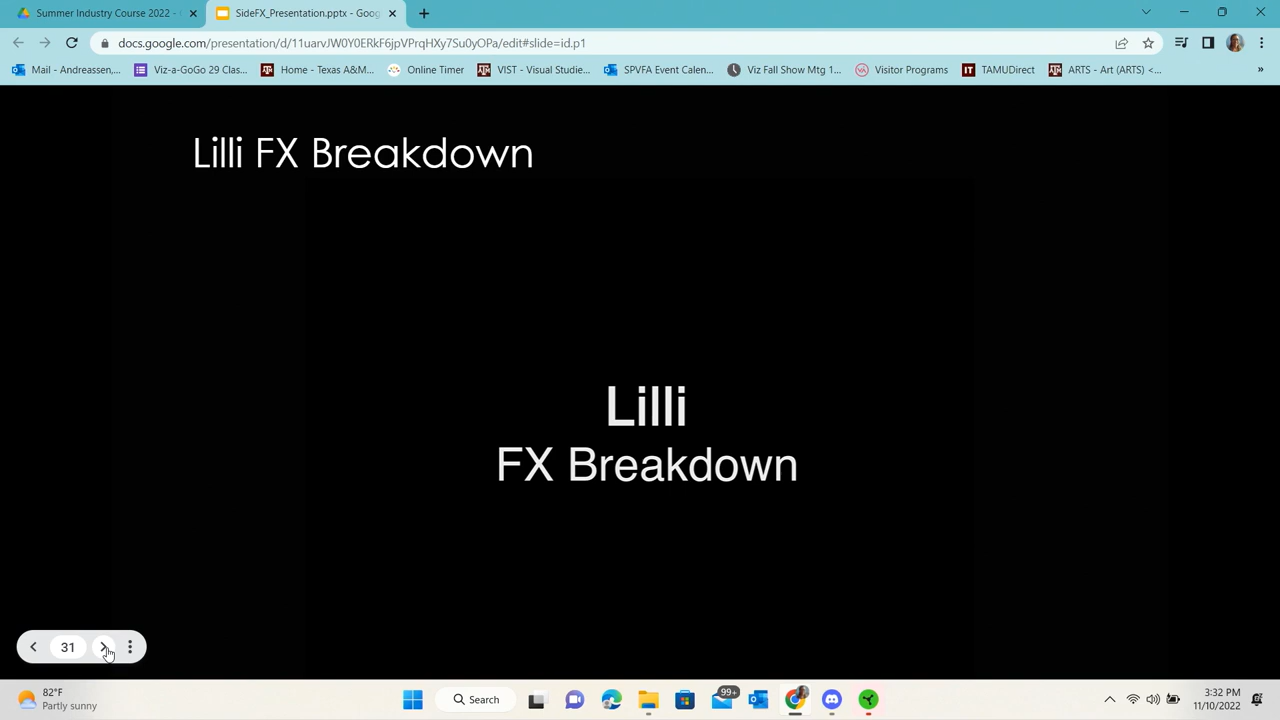 Summer Industry Course 2022 -
SideFX_Presentation.pptx - Goog
docs.google.com/presentation/d/11uarvJW0Y0ERkF6jpVPrqHXy7Su0yOPa/edit#slide=id.p1
Mail - Andreassen,...
Viz-a-GoGo 29 Clas...
Home - Texas A&M...
Online Timer
VIST - Visual Studie...
SPVFA Event Calen...
Viz Fall Show Mtg 1...
Visitor Programs
TAMUDirect
ARTS - Art (ARTS) <...
»
Lilli FX Breakdown
Lilli
FX Breakdown
31
82°F
Partly sunny
Search
99+
3:32 PM
11/10/2022